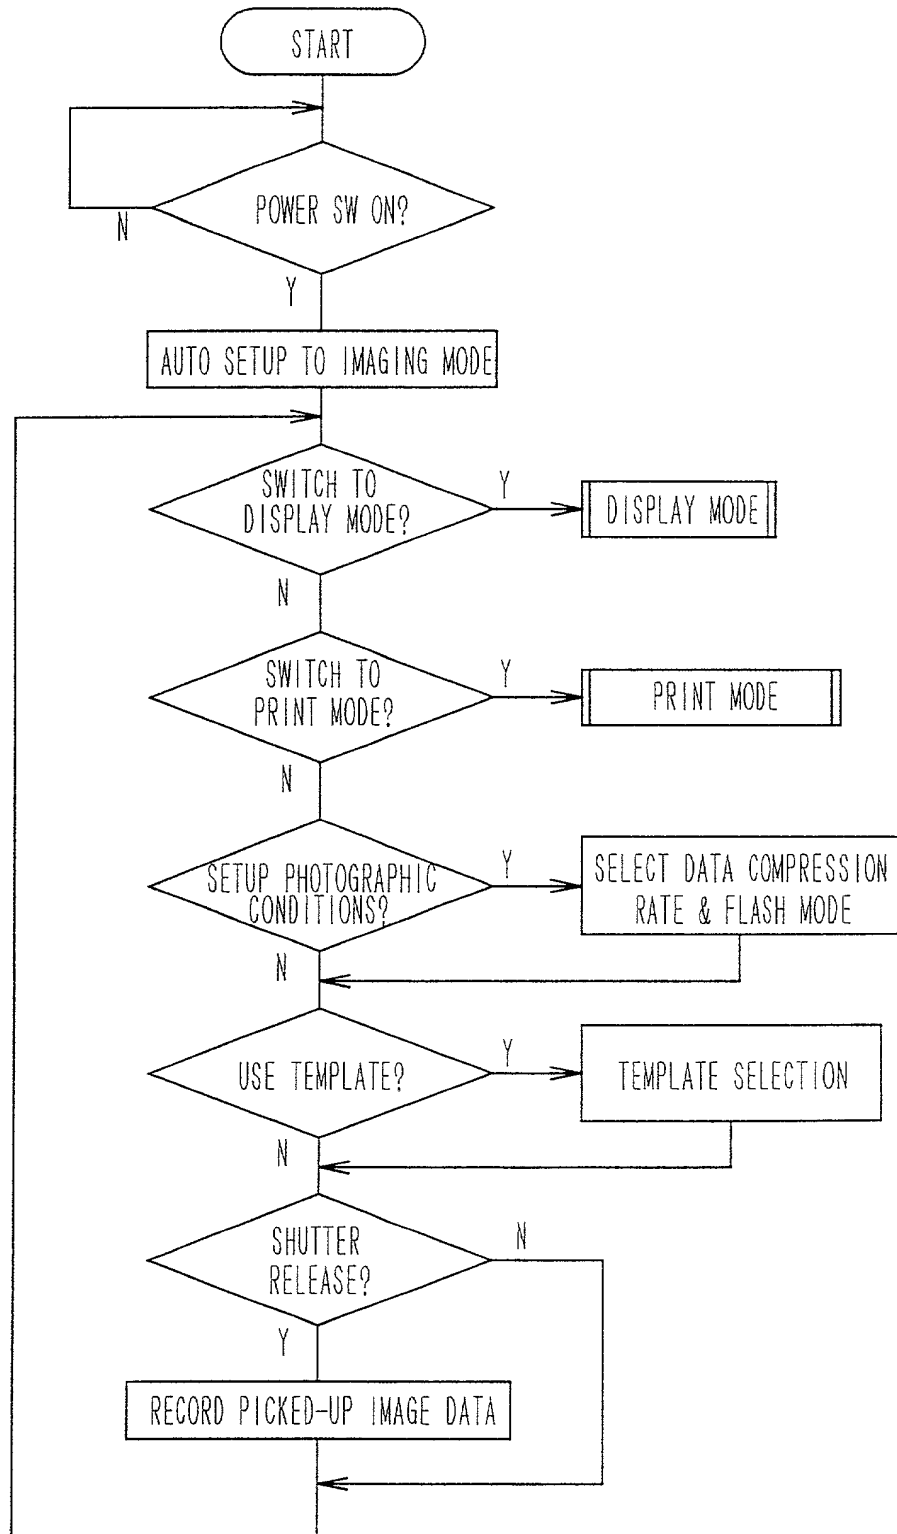 START
POWER SW ON?
N
Y
AUTO SETUP TO IMAGING MODE
SWITCH TO
DISPLAY MODE?
Y
DISPLAY MODE
N
SWITCH TO
PRINT MODE?
Y
PRINT MODE
N
SETUP PHOTOGRAPHIC
CONDITIONS?
Y
SELECT DATA COMPRESSION
RATE & FLASH MODE
N
USE TEMPLATE?
Y
TEMPLATE SELECTION
N
SHUTTER
RELEASE?
N
Y
RECORD PICKED-UP IMAGE DATA